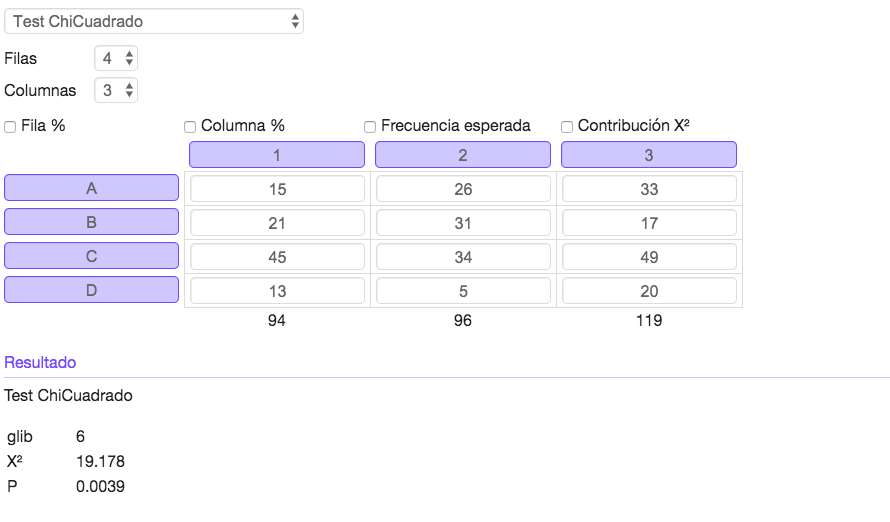 Test ChiCuadrado
Filas 4
Columnas 3
Fila % Columna % Frecuencia esperada Contribución X²
1 2 3
A 15 26 33
B 21 31 17
C 45 34 49
D 13 5 20
94 96 119
Resultado
Test ChiCuadrado
glib 6
X² 19.178
P 0.0039